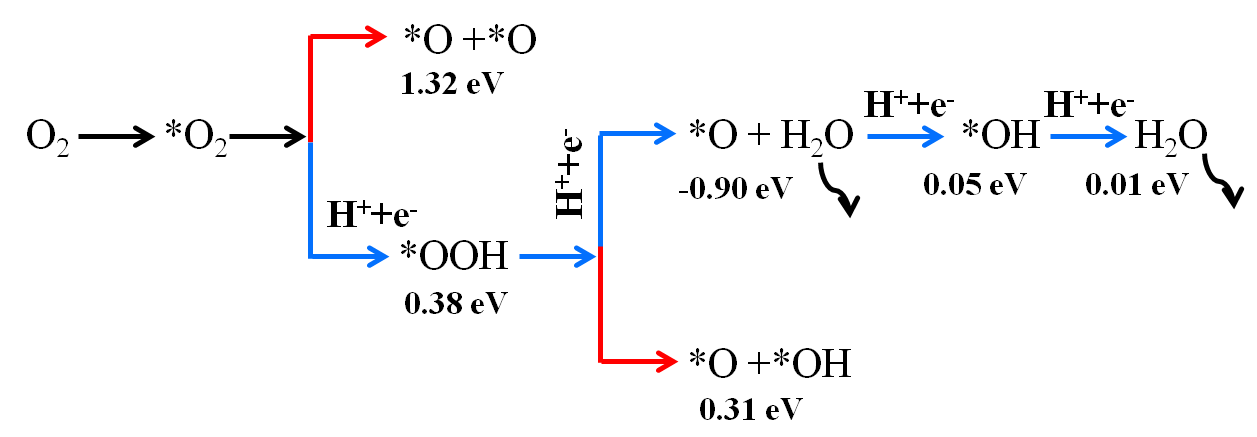 *O +*O
1.32 eV
O₂
*O₂
H⁺+e⁻
*OOH
0.38 eV
H⁺+e⁻
*O + H₂O
-0.90 eV
H⁺+e⁻
*OH
0.05 eV
H⁺+e⁻
H₂O
0.01 eV
*O +*OH
0.31 eV